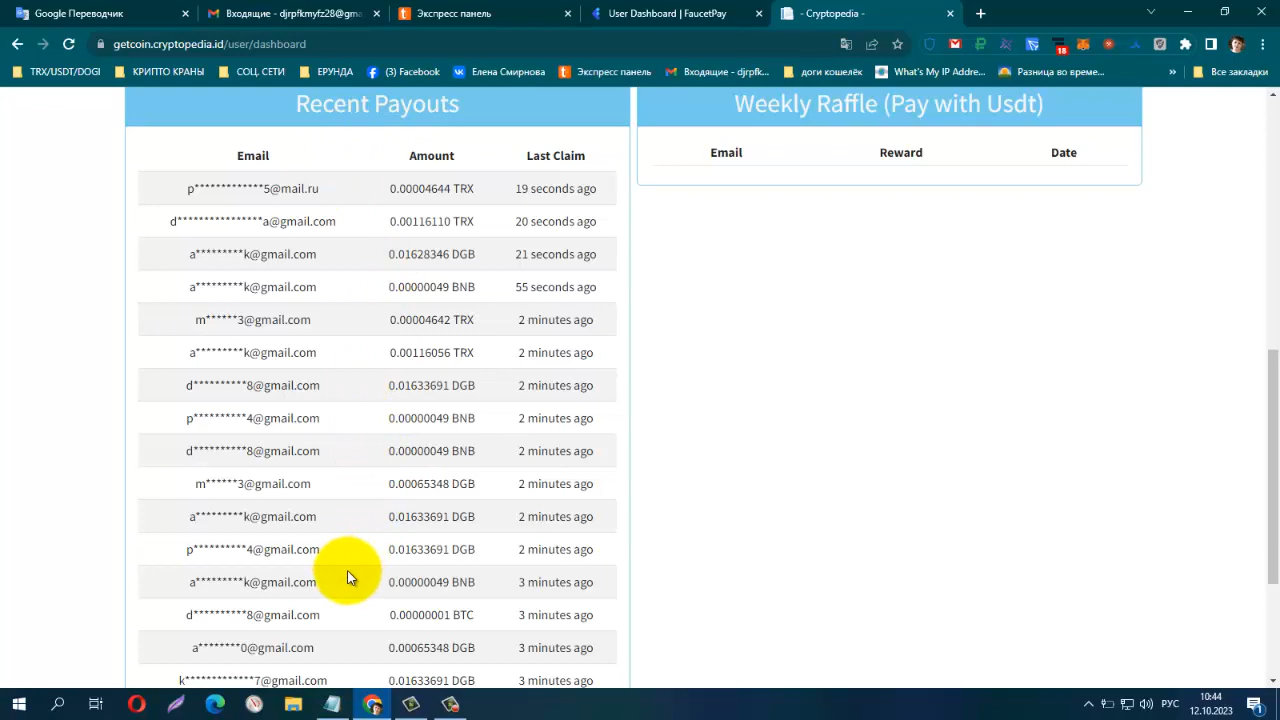 Google Переводчик
Входящие - djrpfkmyfz28@gma
Экспресс панель
User Dashboard | FaucetPay
- Cryptopedia -
getcoin.cryptopedia.id/user/dashboard
18
TRX/USDT/DOGI
КРИПТО КРАНЫ
СОЦ. СЕТИ
ЕРУНДА
(3) Facebook
Елена Смирнова
Экспресс панель
Входящие - djrpfk...
доги кошелёк
What's My IP Addre...
Разница во време...
»
Все закладки
Recent Payouts
Email Amount Last Claim
p*************5@mail.ru 0.00004644 TRX 19 seconds ago
d****************a@gmail.com 0.00116110 TRX 20 seconds ago
a*********k@gmail.com 0.01628346 DGB 21 seconds ago
a*********k@gmail.com 0.00000049 BNB 55 seconds ago
m******3@gmail.com 0.00004642 TRX 2 minutes ago
a*********k@gmail.com 0.00116056 TRX 2 minutes ago
d**********8@gmail.com 0.01633691 DGB 2 minutes ago
p**********4@gmail.com 0.00000049 BNB 2 minutes ago
d**********8@gmail.com 0.00000049 BNB 2 minutes ago
m******3@gmail.com 0.00065348 DGB 2 minutes ago
a*********k@gmail.com 0.01633691 DGB 2 minutes ago
p**********4@gmail.com 0.01633691 DGB 2 minutes ago
a*********k@gmail.com 0.00000049 BNB 3 minutes ago
d**********8@gmail.com 0.00000001 BTC 3 minutes ago
a********0@gmail.com 0.00065348 DGB 3 minutes ago
k*************7@gmail.com 0.01633691 DGB 3 minutes ago
Weekly Raffle (Pay with Usdt)
Email Reward Date
РУС
10:44
12.10.2023